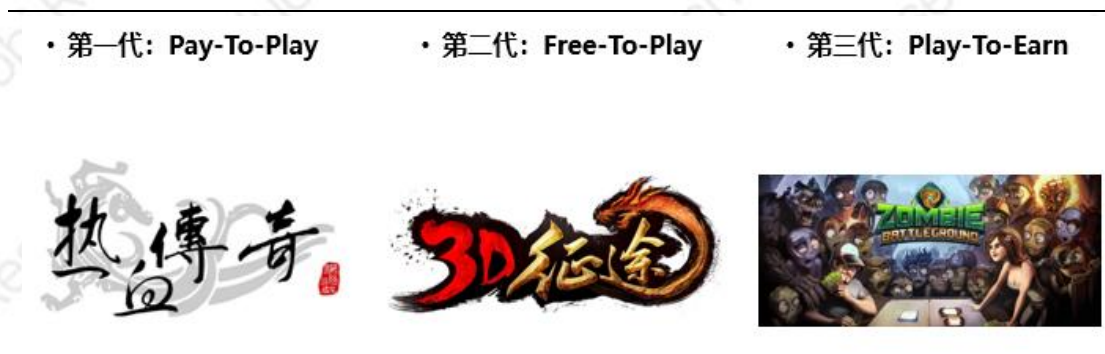 • 第一代：Pay-To-Play
• 第二代：Free-To-Play
• 第三代：Play-To-Earn
热血傳奇
3D征途
ZOMBIE
BATTLEGROUND